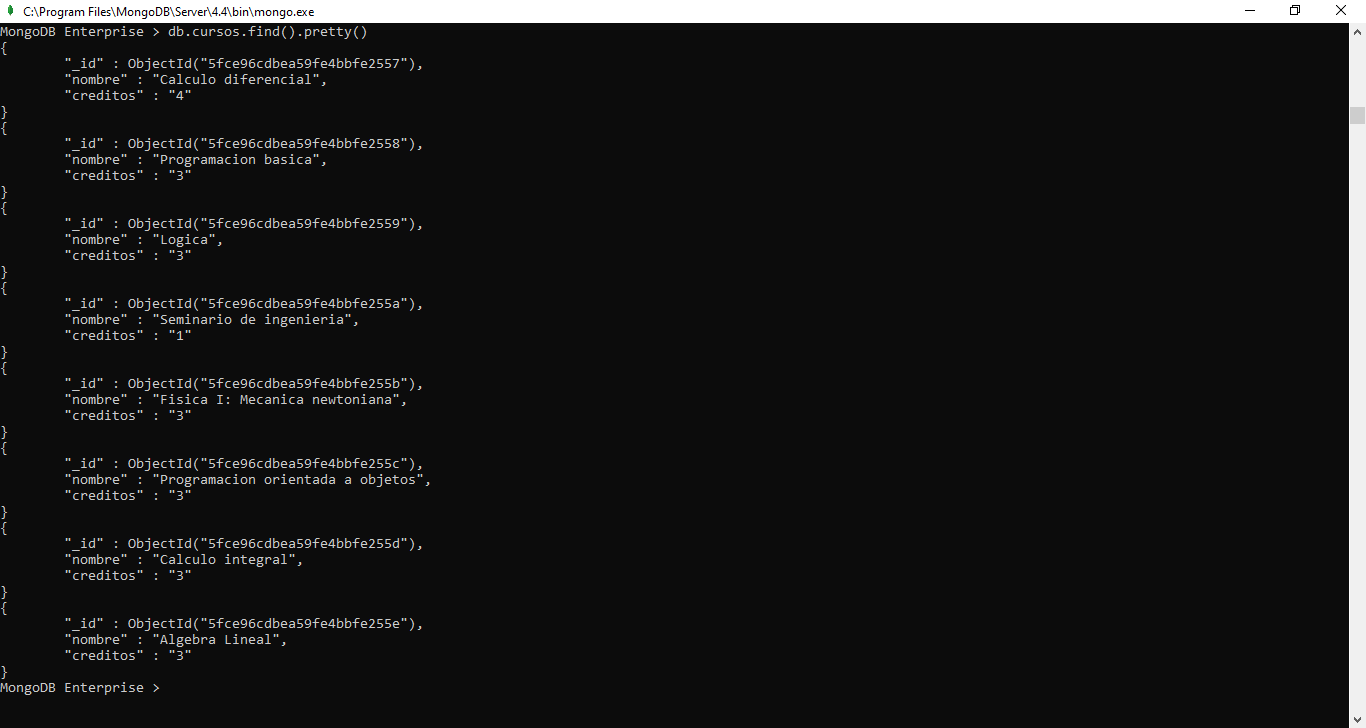 C:\Program Files\MongoDB\Server\4.4\bin\mongo.exe
MongoDB Enterprise > db.cursos.find().pretty()
{
        "_id" : ObjectId("5fce96cdbea59fe4bbfe2557"),
        "nombre" : "Calculo diferencial",
        "creditos" : "4"
}
{
        "_id" : ObjectId("5fce96cdbea59fe4bbfe2558"),
        "nombre" : "Programacion basica",
        "creditos" : "3"
}
{
        "_id" : ObjectId("5fce96cdbea59fe4bbfe2559"),
        "nombre" : "Logica",
        "creditos" : "3"
}
{
        "_id" : ObjectId("5fce96cdbea59fe4bbfe255a"),
        "nombre" : "Seminario de ingenieria",
        "creditos" : "1"
}
{
        "_id" : ObjectId("5fce96cdbea59fe4bbfe255b"),
        "nombre" : "Fisica I: Mecanica newtoniana",
        "creditos" : "3"
}
{
        "_id" : ObjectId("5fce96cdbea59fe4bbfe255c"),
        "nombre" : "Programacion orientada a objetos",
        "creditos" : "3"
}
{
        "_id" : ObjectId("5fce96cdbea59fe4bbfe255d"),
        "nombre" : "Calculo integral",
        "creditos" : "3"
}
{
        "_id" : ObjectId("5fce96cdbea59fe4bbfe255e"),
        "nombre" : "Algebra Lineal",
        "creditos" : "3"
}
MongoDB Enterprise >